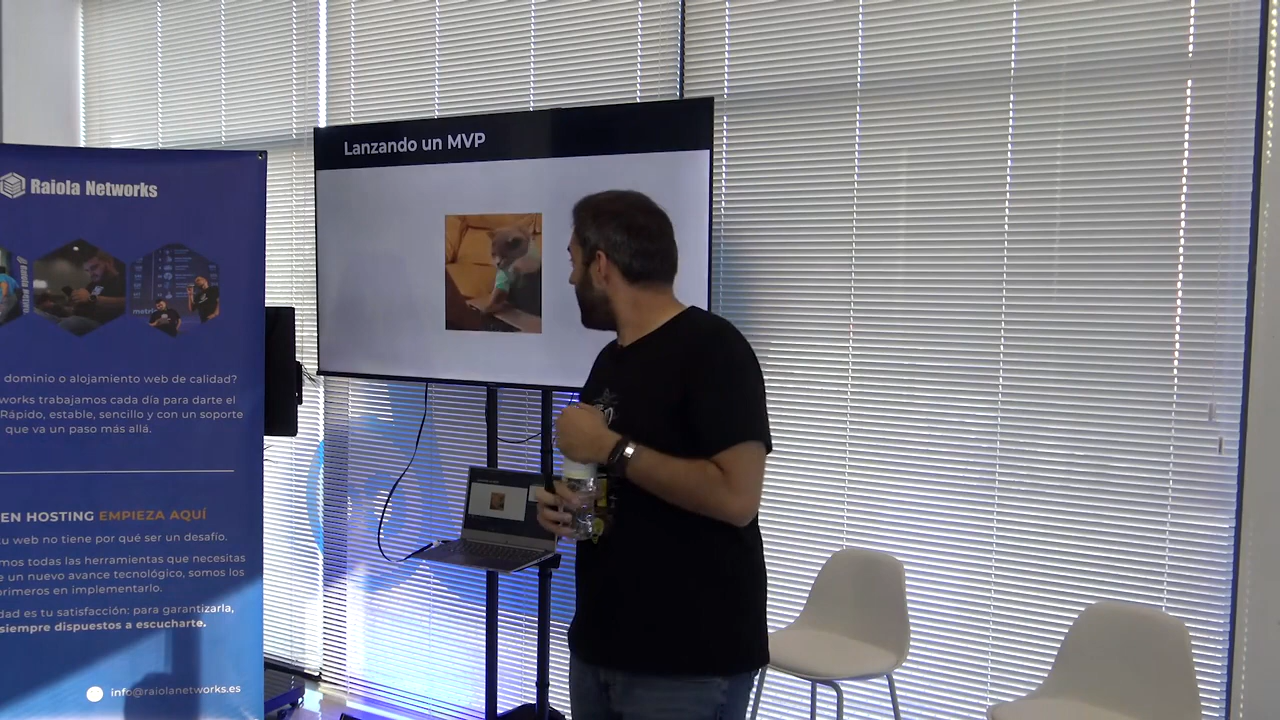 Lanzando un MVP
Raiola Networks
dominio o alojamiento web de calidad?
works trabajamos cada día para darte el
Rápido, estable, sencillo y con un soporte
que va un paso más allá.
EN HOSTING EMPIEZA AQUÍ
tu web no tiene por qué ser un desafío.
mos todas las herramientas que necesitas
e un nuevo avance tecnológico, somos los
primeros en implementarlo.
dad es tu satisfacción: para garantizarla,
siempre dispuestos a escucharte.
info@raiolanetworks.es